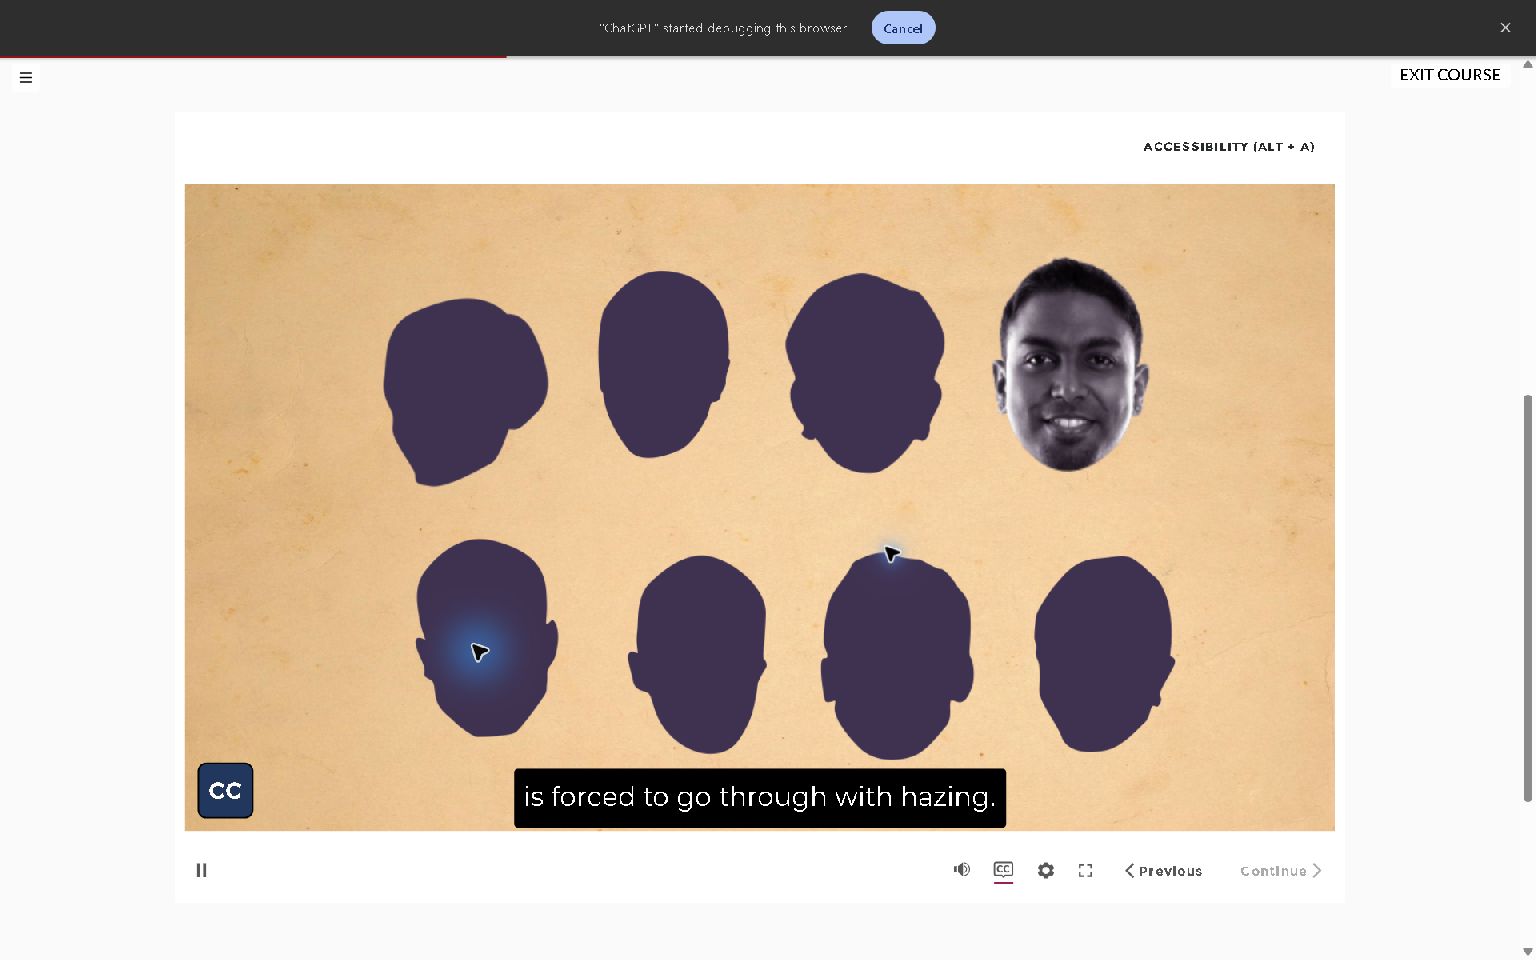 "ChatGPT" started debugging this browser
Cancel
EXIT COURSE
ACCESSIBILITY (ALT + A)
CC
is forced to go through with hazing.
CC
Previous
Continue